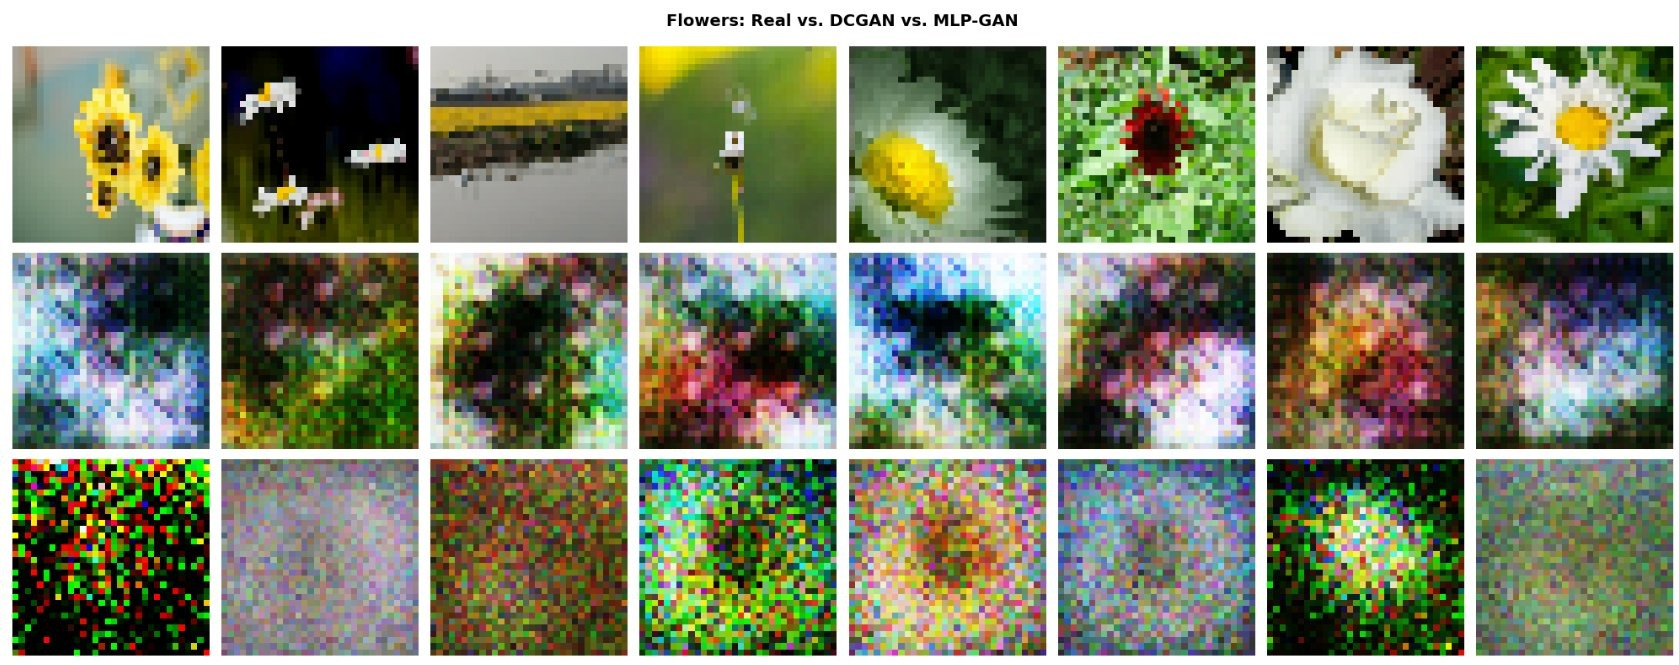 Flowers: Real vs. DCGAN vs. MLP-GAN